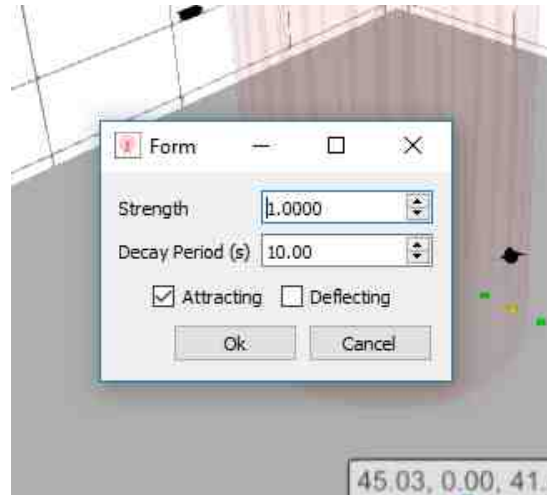 Form
Strength 1.0000
Decay Period (s) 10.00
Attracting Deflecting
Ok Cancel
45.03, 0.00, 41.